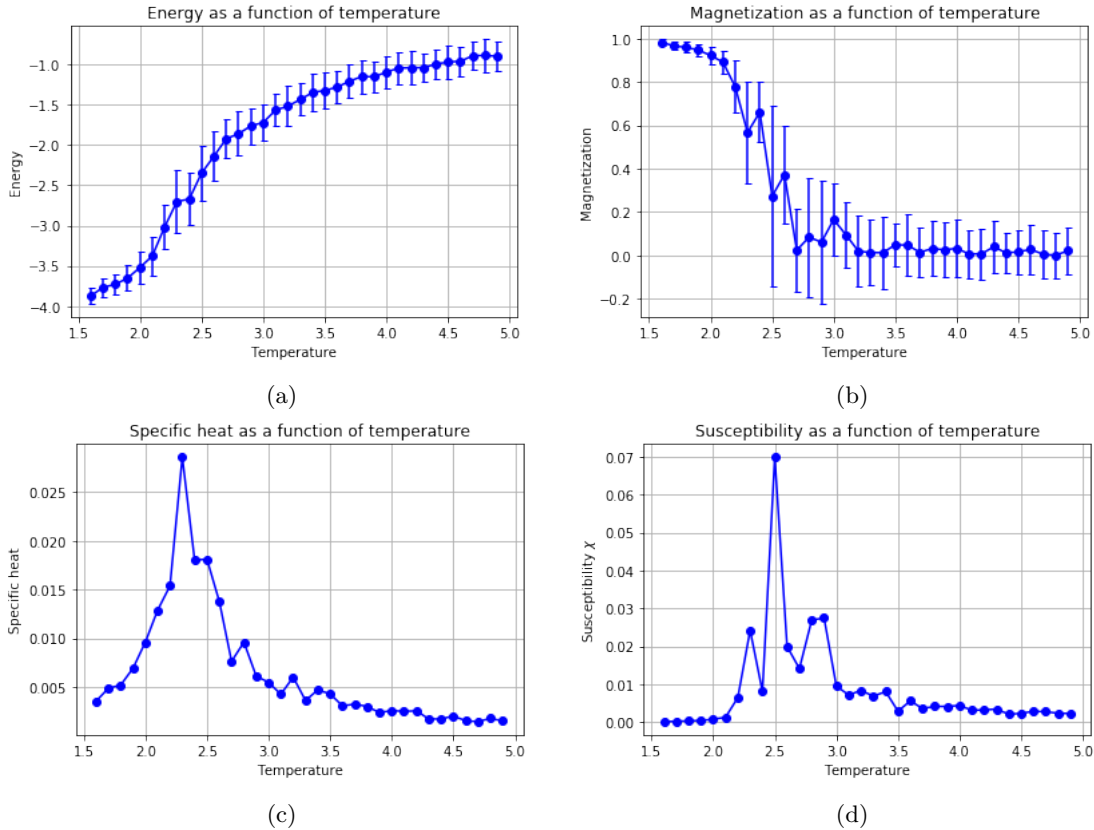 Energy as a function of temperature
−1.0
−1.5
−2.0
−2.5
−3.0
−3.5
−4.0
Energy
1.5 2.0 2.5 3.0 3.5 4.0 4.5 5.0
Temperature
(a)
Magnetization as a function of temperature
1.0
0.8
0.6
0.4
0.2
0.0
−0.2
Magnetization
1.5 2.0 2.5 3.0 3.5 4.0 4.5 5.0
Temperature
(b)
Specific heat as a function of temperature
0.025
0.020
0.015
0.010
0.005
Specific heat
1.5 2.0 2.5 3.0 3.5 4.0 4.5 5.0
Temperature
(c)
Susceptibility as a function of temperature
0.07
0.06
0.05
0.04
0.03
0.02
0.01
0.00
Susceptibility χ
1.5 2.0 2.5 3.0 3.5 4.0 4.5 5.0
Temperature
(d)